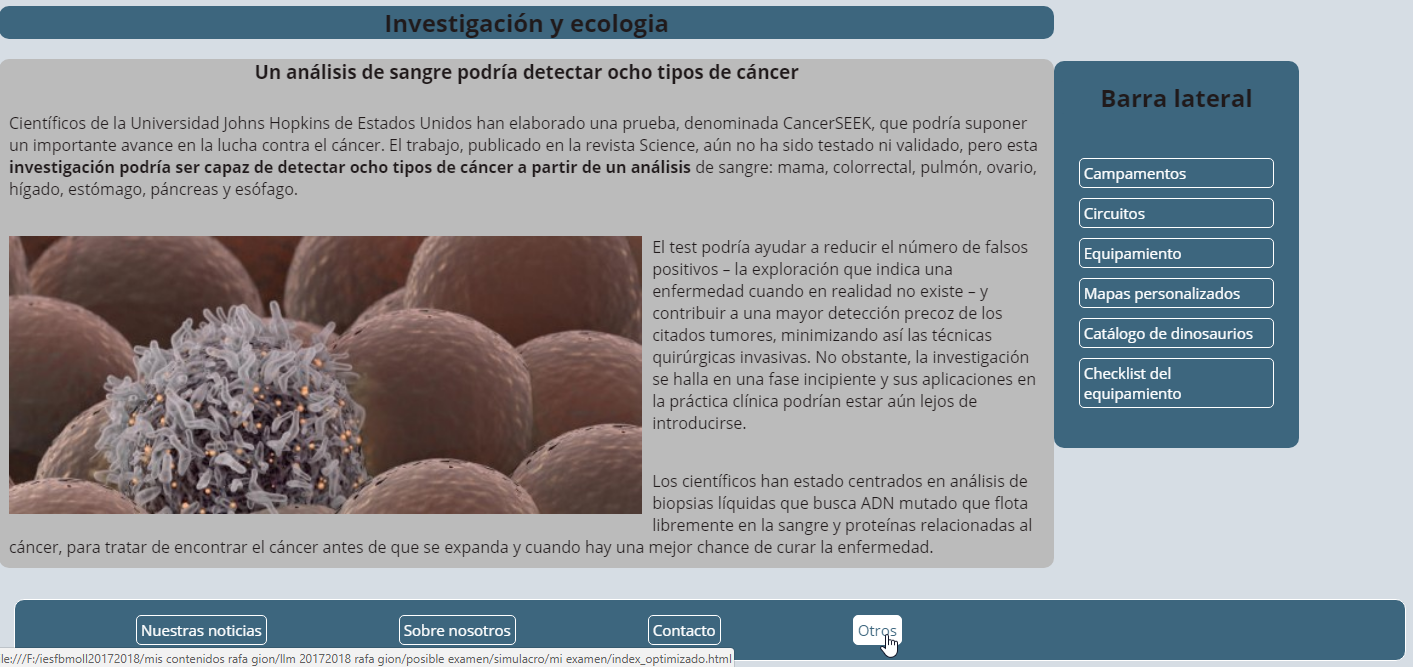 Investigación y ecologia
Un análisis de sangre podría detectar ocho tipos de cáncer
Científicos de la Universidad Johns Hopkins de Estados Unidos han elaborado una prueba, denominada CancerSEEK, que podría suponer
un importante avance en la lucha contra el cáncer. El trabajo, publicado en la revista Science, aún no ha sido testado ni validado, pero esta
investigación podría ser capaz de detectar ocho tipos de cáncer a partir de un análisis de sangre: mama, colorrectal, pulmón, ovario,
hígado, estómago, páncreas y esófago.
El test podría ayudar a reducir el número de falsos
positivos – la exploración que indica una
enfermedad cuando en realidad no existe – y
contribuir a una mayor detección precoz de los
citados tumores, minimizando así las técnicas
quirúrgicas invasivas. No obstante, la investigación
se halla en una fase incipiente y sus aplicaciones en
la práctica clínica podrían estar aún lejos de
introducirse.
Los científicos han estado centrados en análisis de
biopsias líquidas que busca ADN mutado que flota
libremente en la sangre y proteínas relacionadas al
cáncer, para tratar de encontrar el cáncer antes de que se expanda y cuando hay una mejor chance de curar la enfermedad.
Barra lateral
Campamentos
Circuitos
Equipamiento
Mapas personalizados
Catálogo de dinosaurios
Checklist del
equipamiento
Nuestras noticias
Sobre nosotros
Contacto
Otros
le:///F:/iesfbmoll20172018/mis contenidos rafa gion/llm 20172018 rafa gion/posible examen/simulacro/mi examen/index_optimizado.html